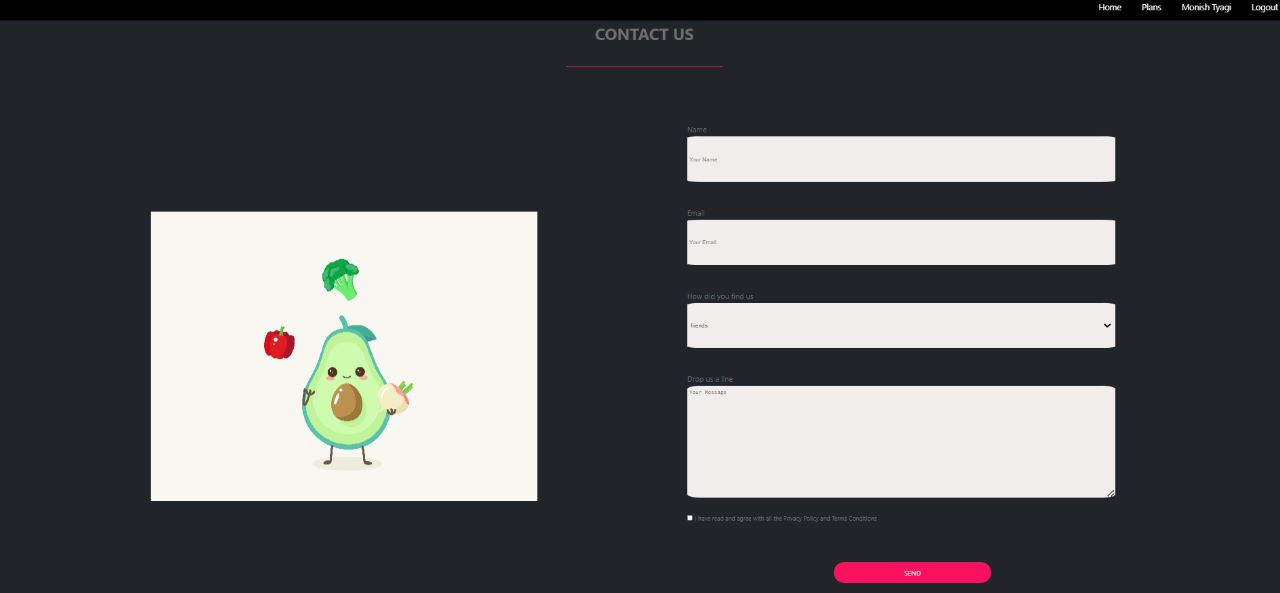 Home Plans Monish Tyagi Logout
CONTACT US
Name
Your Name
Email
Your Email
How did you find us
friends
Drop us a line
Your Message
I have read and agree with all the Privacy Policy and Terms Conditions
SEND